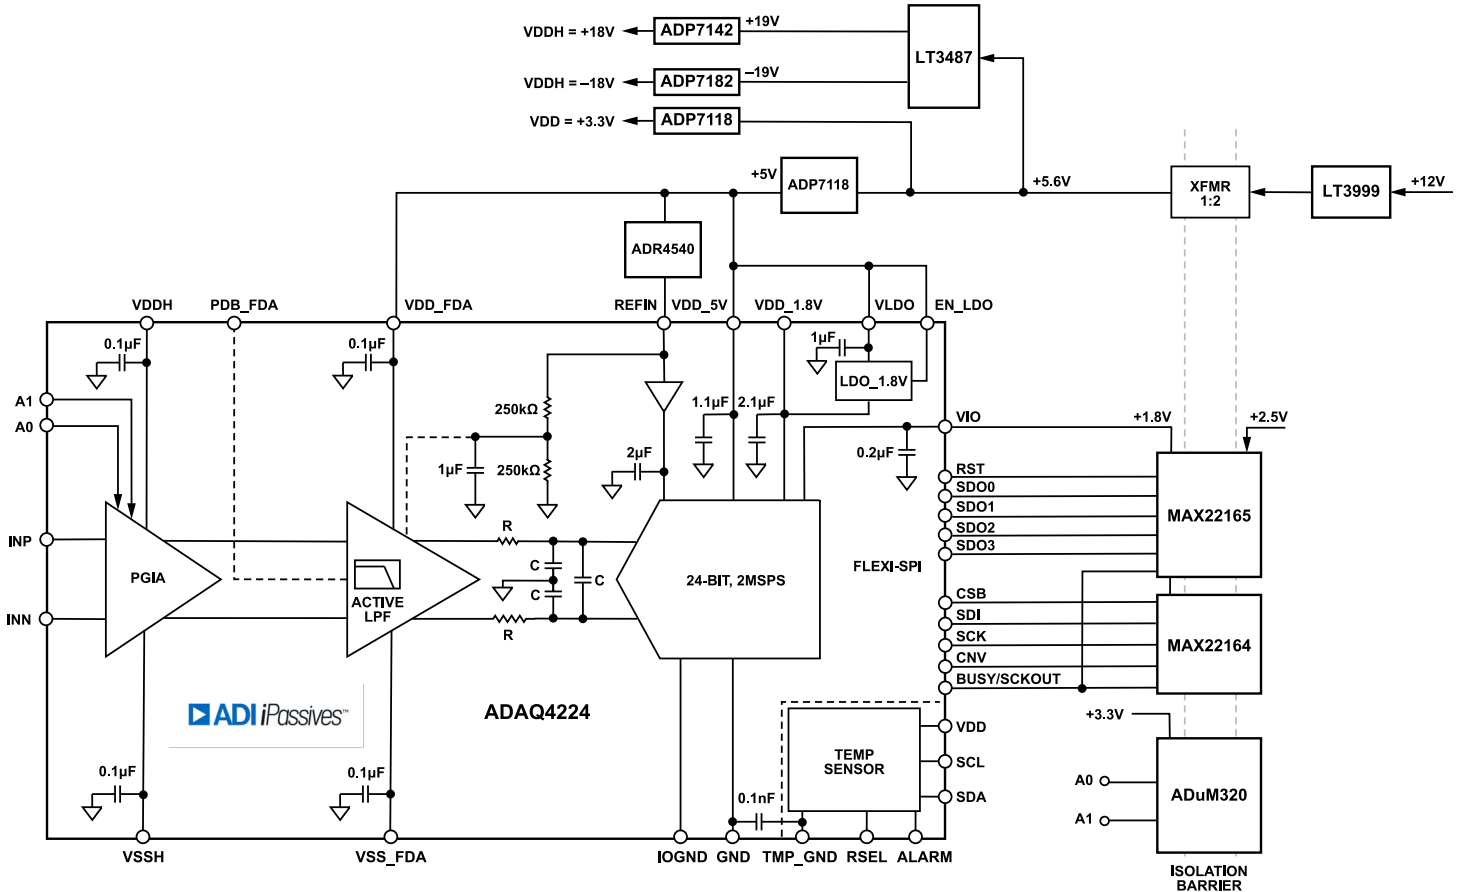 VDDH = +18V
ADP7142
+19V
LT3487
VDDH = –18V
ADP7182
–19V
VDD = +3.3V
ADP7118
+5V
ADP7118
+5.6V
XFMR
1:2
LT3999
+12V
ADR4540
VDDH
PDB_FDA
VDD_FDA
REFIN
VDD_5V
VDD_1.8V
VLDO
EN_LDO
0.1µF
0.1µF
1µF
LDO_1.8V
A1
A0
250kΩ
1.1µF
2.1µF
VIO
+1.8V
+2.5V
1µF
250kΩ
2µF
0.2µF
RST
SDO0
SDO1
SDO2
SDO3
MAX22165
INP
PGIA
ACTIVE
LPF
R
C
C
C
R
24-BIT, 2MSPS
FLEXI-SPI
INN
CSB
SDI
SCK
CNV
BUSY/SCKOUT
MAX22164
ADI iPassives™
ADAQ4224
+3.3V
TEMP
SENSOR
VDD
SCL
SDA
A0
A1
ADuM320
0.1µF
0.1µF
0.1nF
VSSH
VSS_FDA
IOGND
GND
TMP_GND
RSEL
ALARM
ISOLATION
BARRIER